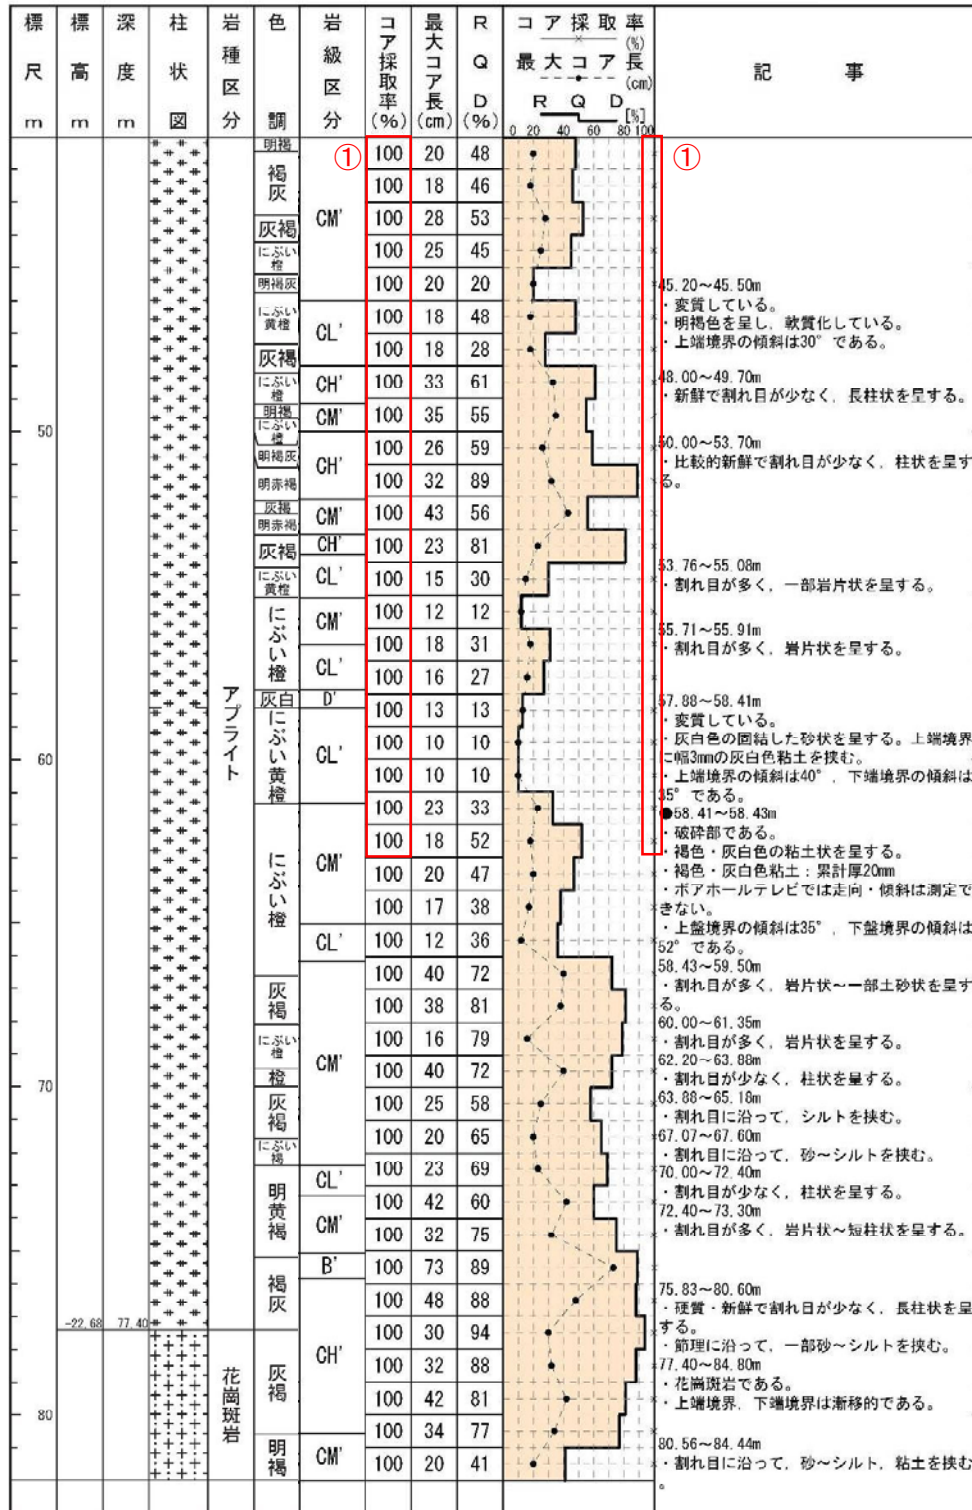 標尺m
標高m
深度m
柱状図
岩種区分
色調
岩級区分
コア採取率(%)
最大コア長(cm)
RQD(%)
コア採取率(%)
最大コア長(cm)
RQD[%]
0 20 40 60 80 100
記事
①
①
明褐
褐灰
灰褐
にぶい橙
明褐灰
にぶい黄橙
灰褐
にぶい橙
明褐
にぶい橙
明褐灰
明赤褐
灰褐
明赤褐
灰褐
にぶい黄橙
にぶい橙
灰白
にぶい黄橙
にぶい橙
灰褐
にぶい橙
橙
灰褐
にぶい褐
明黄褐
褐灰
灰褐
明褐
CM'
CL'
CH'
CM'
CH'
CM'
CH'
CL'
CM'
CL'
D'
CL'
CM'
CL'
CM'
CL'
CM'
B'
CH'
CM'
100 20 48
100 18 46
100 28 53
100 25 45
100 20 20
100 18 48
100 18 28
100 33 61
100 35 55
100 26 59
100 32 89
100 43 56
100 23 81
100 15 30
100 12 12
100 18 31
100 16 27
100 13 13
100 10 10
100 10 10
100 23 33
100 18 52
100 20 47
100 17 38
100 12 36
100 40 72
100 38 81
100 16 79
100 40 72
100 25 58
100 20 65
100 23 69
100 42 60
100 32 75
100 73 89
100 48 88
100 30 94
100 32 88
100 42 81
100 34 77
100 20 41
50
60
70
80
-22.68 77.40
アプライト
花崗斑岩
45.20～45.50m
・変質している。
・明褐色を呈し、軟質化している。
・上端境界の傾斜は30°である。
48.00～49.70m
・新鮮で割れ目が少なく、長柱状を呈する。
50.00～53.70m
・比較的新鮮で割れ目が少なく、柱状を呈す
る。
53.76～55.08m
・割れ目が多く、一部岩片状を呈する。
55.71～55.91m
・割れ目が多く、岩片状を呈する。
57.88～58.41m
・変質している。
・灰白色の固結した砂状を呈する。上端境界
に幅3mmの灰白色粘土を挟む。
・上端境界の傾斜は40°、下端境界の傾斜は
35°である。
●58.41～58.43m
・破砕部である。
・褐色・灰白色の粘土状を呈する。
・褐色・灰白色粘土：累計厚20mm
・ボアホールテレビでは走向・傾斜は測定で
きない。
・上盤境界の傾斜は35°、下盤境界の傾斜は
52°である。
58.43～59.50m
・割れ目が多く、岩片状～一部土砂状を呈す
る。
60.00～61.35m
・割れ目が多く、岩片状を呈する。
62.20～63.88m
・割れ目が少なく、柱状を呈する。
63.88～65.18m
・割れ目に沿って、シルトを挟む。
67.07～67.60m
・割れ目に沿って、砂～シルトを挟む。
70.00～72.40m
・割れ目が少なく、柱状を呈する。
72.40～73.30m
・割れ目が多く、岩片状～短柱状を呈する。
75.83～80.60m
・硬質・新鮮で割れ目が少なく、長柱状を呈
する。
・節理に沿って、一部砂～シルトを挟む。
77.40～84.80m
・花崗斑岩である。
・上端境界、下端境界は漸移的である。
80.56～84.44m
・割れ目に沿って、砂～シルト、粘土を挟む
。